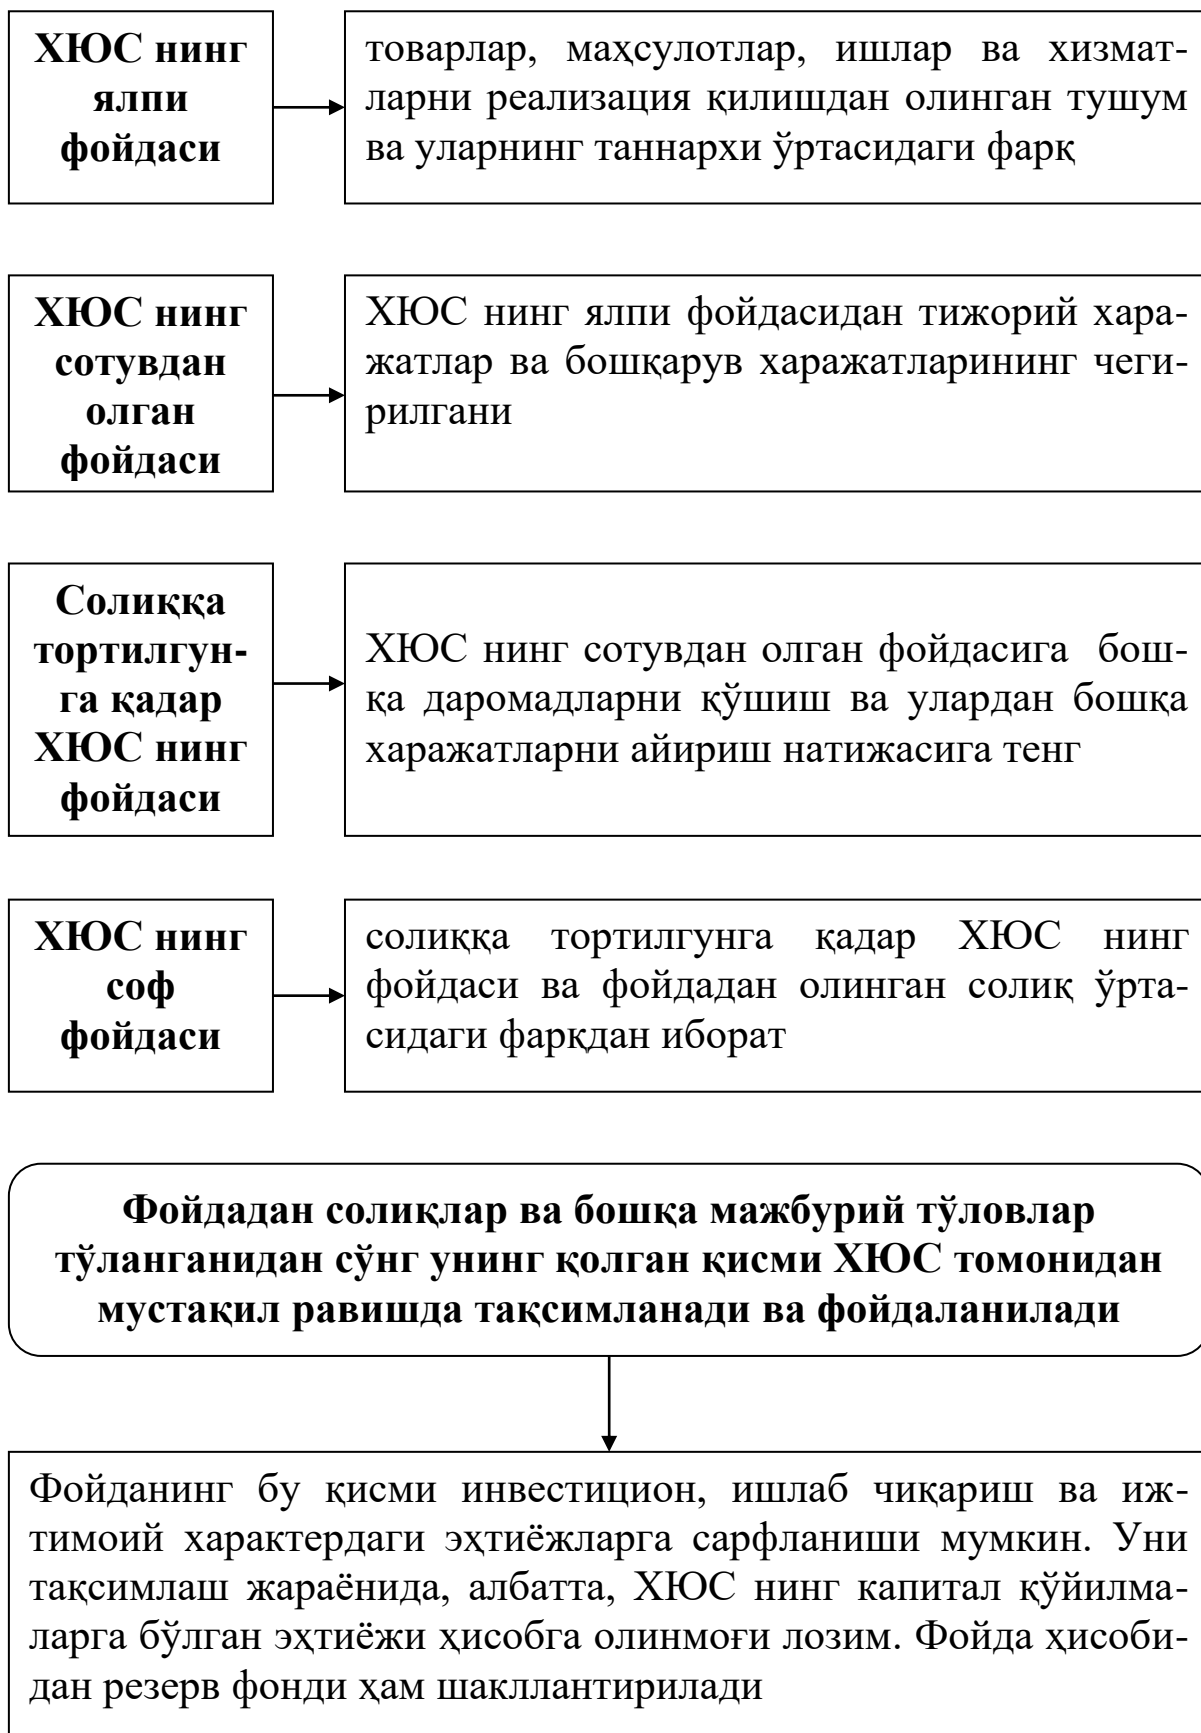 ХЮС нинг
ялпи
фойдаси
товарлар, маҳсулотлар, ишлар ва хизмат-
ларни реализация қилишдан олинган тушум
ва уларнинг таннархи ўртасидаги фарқ
ХЮС нинг
сотувдан
олган
фойдаси
ХЮС нинг ялпи фойдасидан тижорий хара-
жатлар ва бошқарув харажатларининг чеги-
рилгани
Солиққа
тортилгун-
га қадар
ХЮС нинг
фойдаси
ХЮС нинг сотувдан олган фойдасига бош-
қа даромадларни қўшиш ва улардан бошқа
харажатларни айириш натижасига тенг
ХЮС нинг
соф
фойдаси
солиққа тортилгунга қадар ХЮС нинг
фойдаси ва фойдадан олинган солиқ ўрта-
сидаги фарқдан иборат
Фойдадан солиқлар ва бошқа мажбурий тўловлар
тўланганидан сўнг унинг қолган қисми ХЮС томонидан
мустақил равишда тақсимланади ва фойдаланилади
Фойданинг бу қисми инвестицион, ишлаб чиқариш ва иж-
тимоий характердаги эҳтиёжларга сарфланиши мумкин. Уни
тақсимлаш жараёнида, албатта, ХЮС нинг капитал қўйилма-
ларга бўлган эҳтиёжи ҳисобга олинмоғи лозим. Фойда ҳисоби-
дан резерв фонди ҳам шакллантирилади